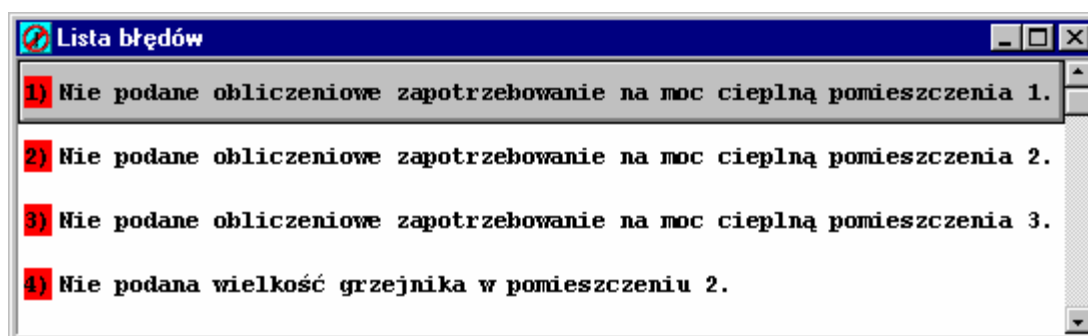 Lista błędów
1) Nie podane obliczeniowe zapotrzebowanie na moc cieplną pomieszczenia 1.
2) Nie podane obliczeniowe zapotrzebowanie na moc cieplną pomieszczenia 2.
3) Nie podane obliczeniowe zapotrzebowanie na moc cieplną pomieszczenia 3.
4) Nie podana wielkość grzejnika w pomieszczeniu 2.